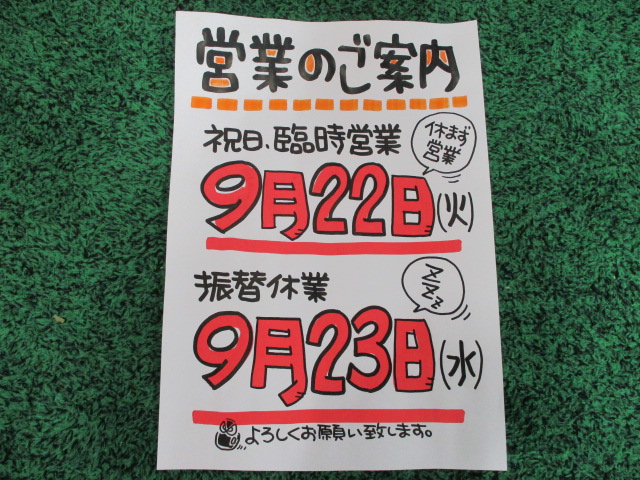 営業のご案内
祝日、臨時営業
休まず
営業
9月22日(火)
振替休業
ZZZ
9月23日(水)
よろしくお願い致します。